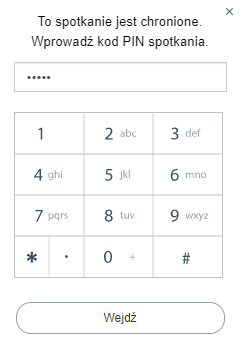 ×
To spotkanie jest chronione.
Wprowadź kod PIN spotkania.
•••••
1 2 abc 3 def
4 ghi 5 jkl 6 mno
7 pqrs 8 tuv 9 wxyz
* · 0 + #
Wejdź